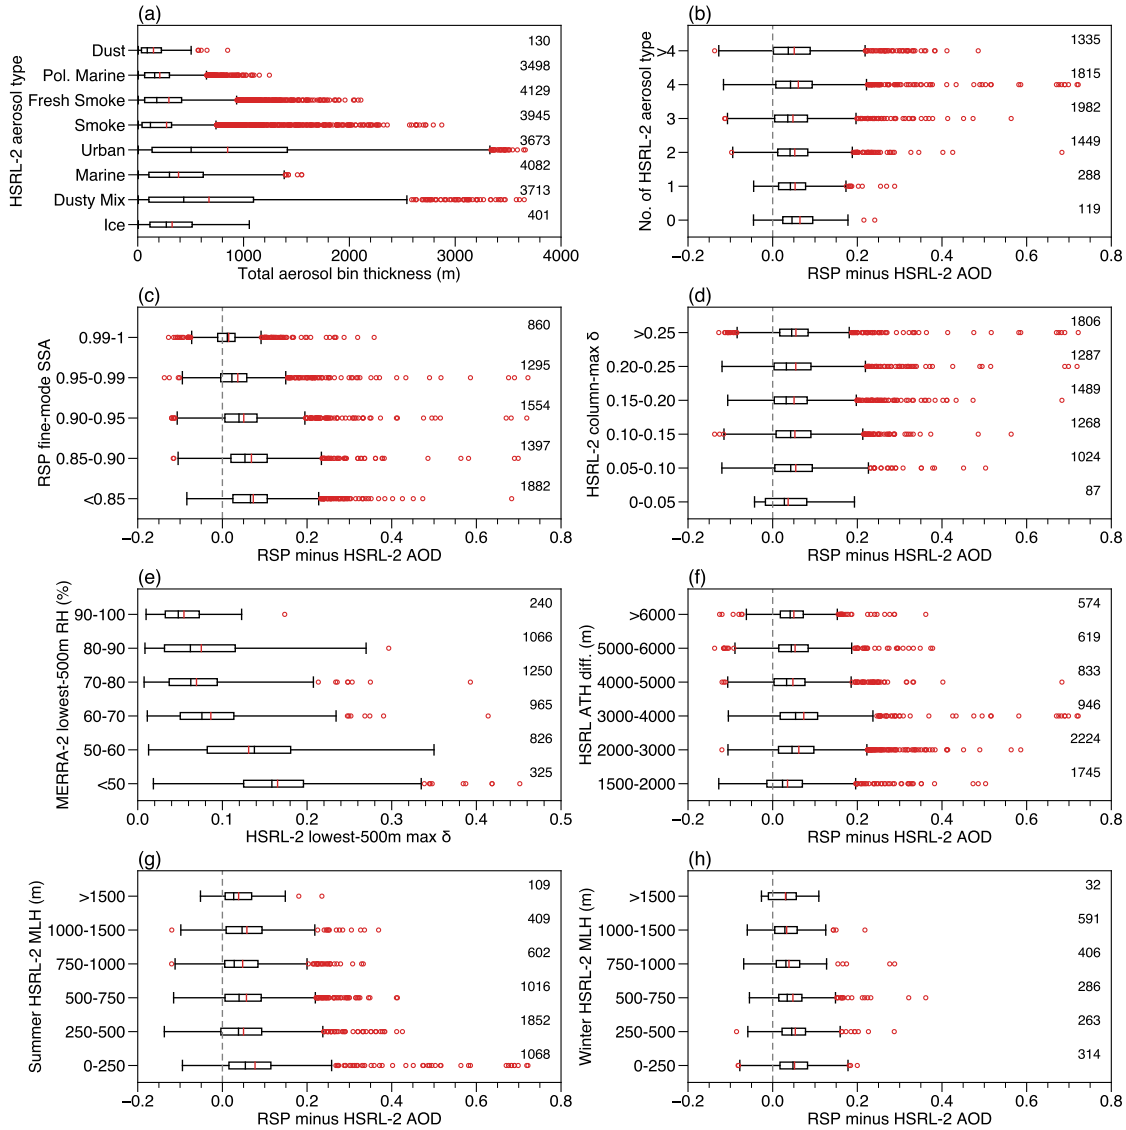 (a)
HSRL-2 aerosol type
Dust
Pol. Marine
Fresh Smoke
Smoke
Urban
Marine
Dusty Mix
Ice
130
3498
4129
3945
3673
4082
3713
401
0 1000 2000 3000 4000
Total aerosol bin thickness (m)
(b)
No. of HSRL-2 aerosol type
>4
4
3
2
1
0
1335
1815
1982
1449
288
119
−0.2 0.0 0.2 0.4 0.6 0.8
RSP minus HSRL-2 AOD
(c)
RSP fine-mode SSA
0.99-1
0.95-0.99
0.90-0.95
0.85-0.90
<0.85
860
1295
1554
1397
1882
−0.2 0.0 0.2 0.4 0.6 0.8
RSP minus HSRL-2 AOD
(d)
HSRL-2 column-max δ
>0.25
0.20-0.25
0.15-0.20
0.10-0.15
0.05-0.10
0-0.05
1806
1287
1489
1268
1024
87
−0.2 0.0 0.2 0.4 0.6 0.8
RSP minus HSRL-2 AOD
(e)
MERRA-2 lowest-500m RH (%)
90-100
80-90
70-80
60-70
50-60
<50
240
1066
1250
965
826
325
0.0 0.1 0.2 0.3 0.4 0.5
HSRL-2 lowest-500m max δ
(f)
HSRL ATH diff. (m)
>6000
5000-6000
4000-5000
3000-4000
2000-3000
1500-2000
574
619
833
946
2224
1745
−0.2 0.0 0.2 0.4 0.6 0.8
RSP minus HSRL-2 AOD
(g)
Summer HSRL-2 MLH (m)
>1500
1000-1500
750-1000
500-750
250-500
0-250
109
409
602
1016
1852
1068
−0.2 0.0 0.2 0.4 0.6 0.8
RSP minus HSRL-2 AOD
(h)
Winter HSRL-2 MLH (m)
>1500
1000-1500
750-1000
500-750
250-500
0-250
32
591
406
286
263
314
−0.2 0.0 0.2 0.4 0.6 0.8
RSP minus HSRL-2 AOD